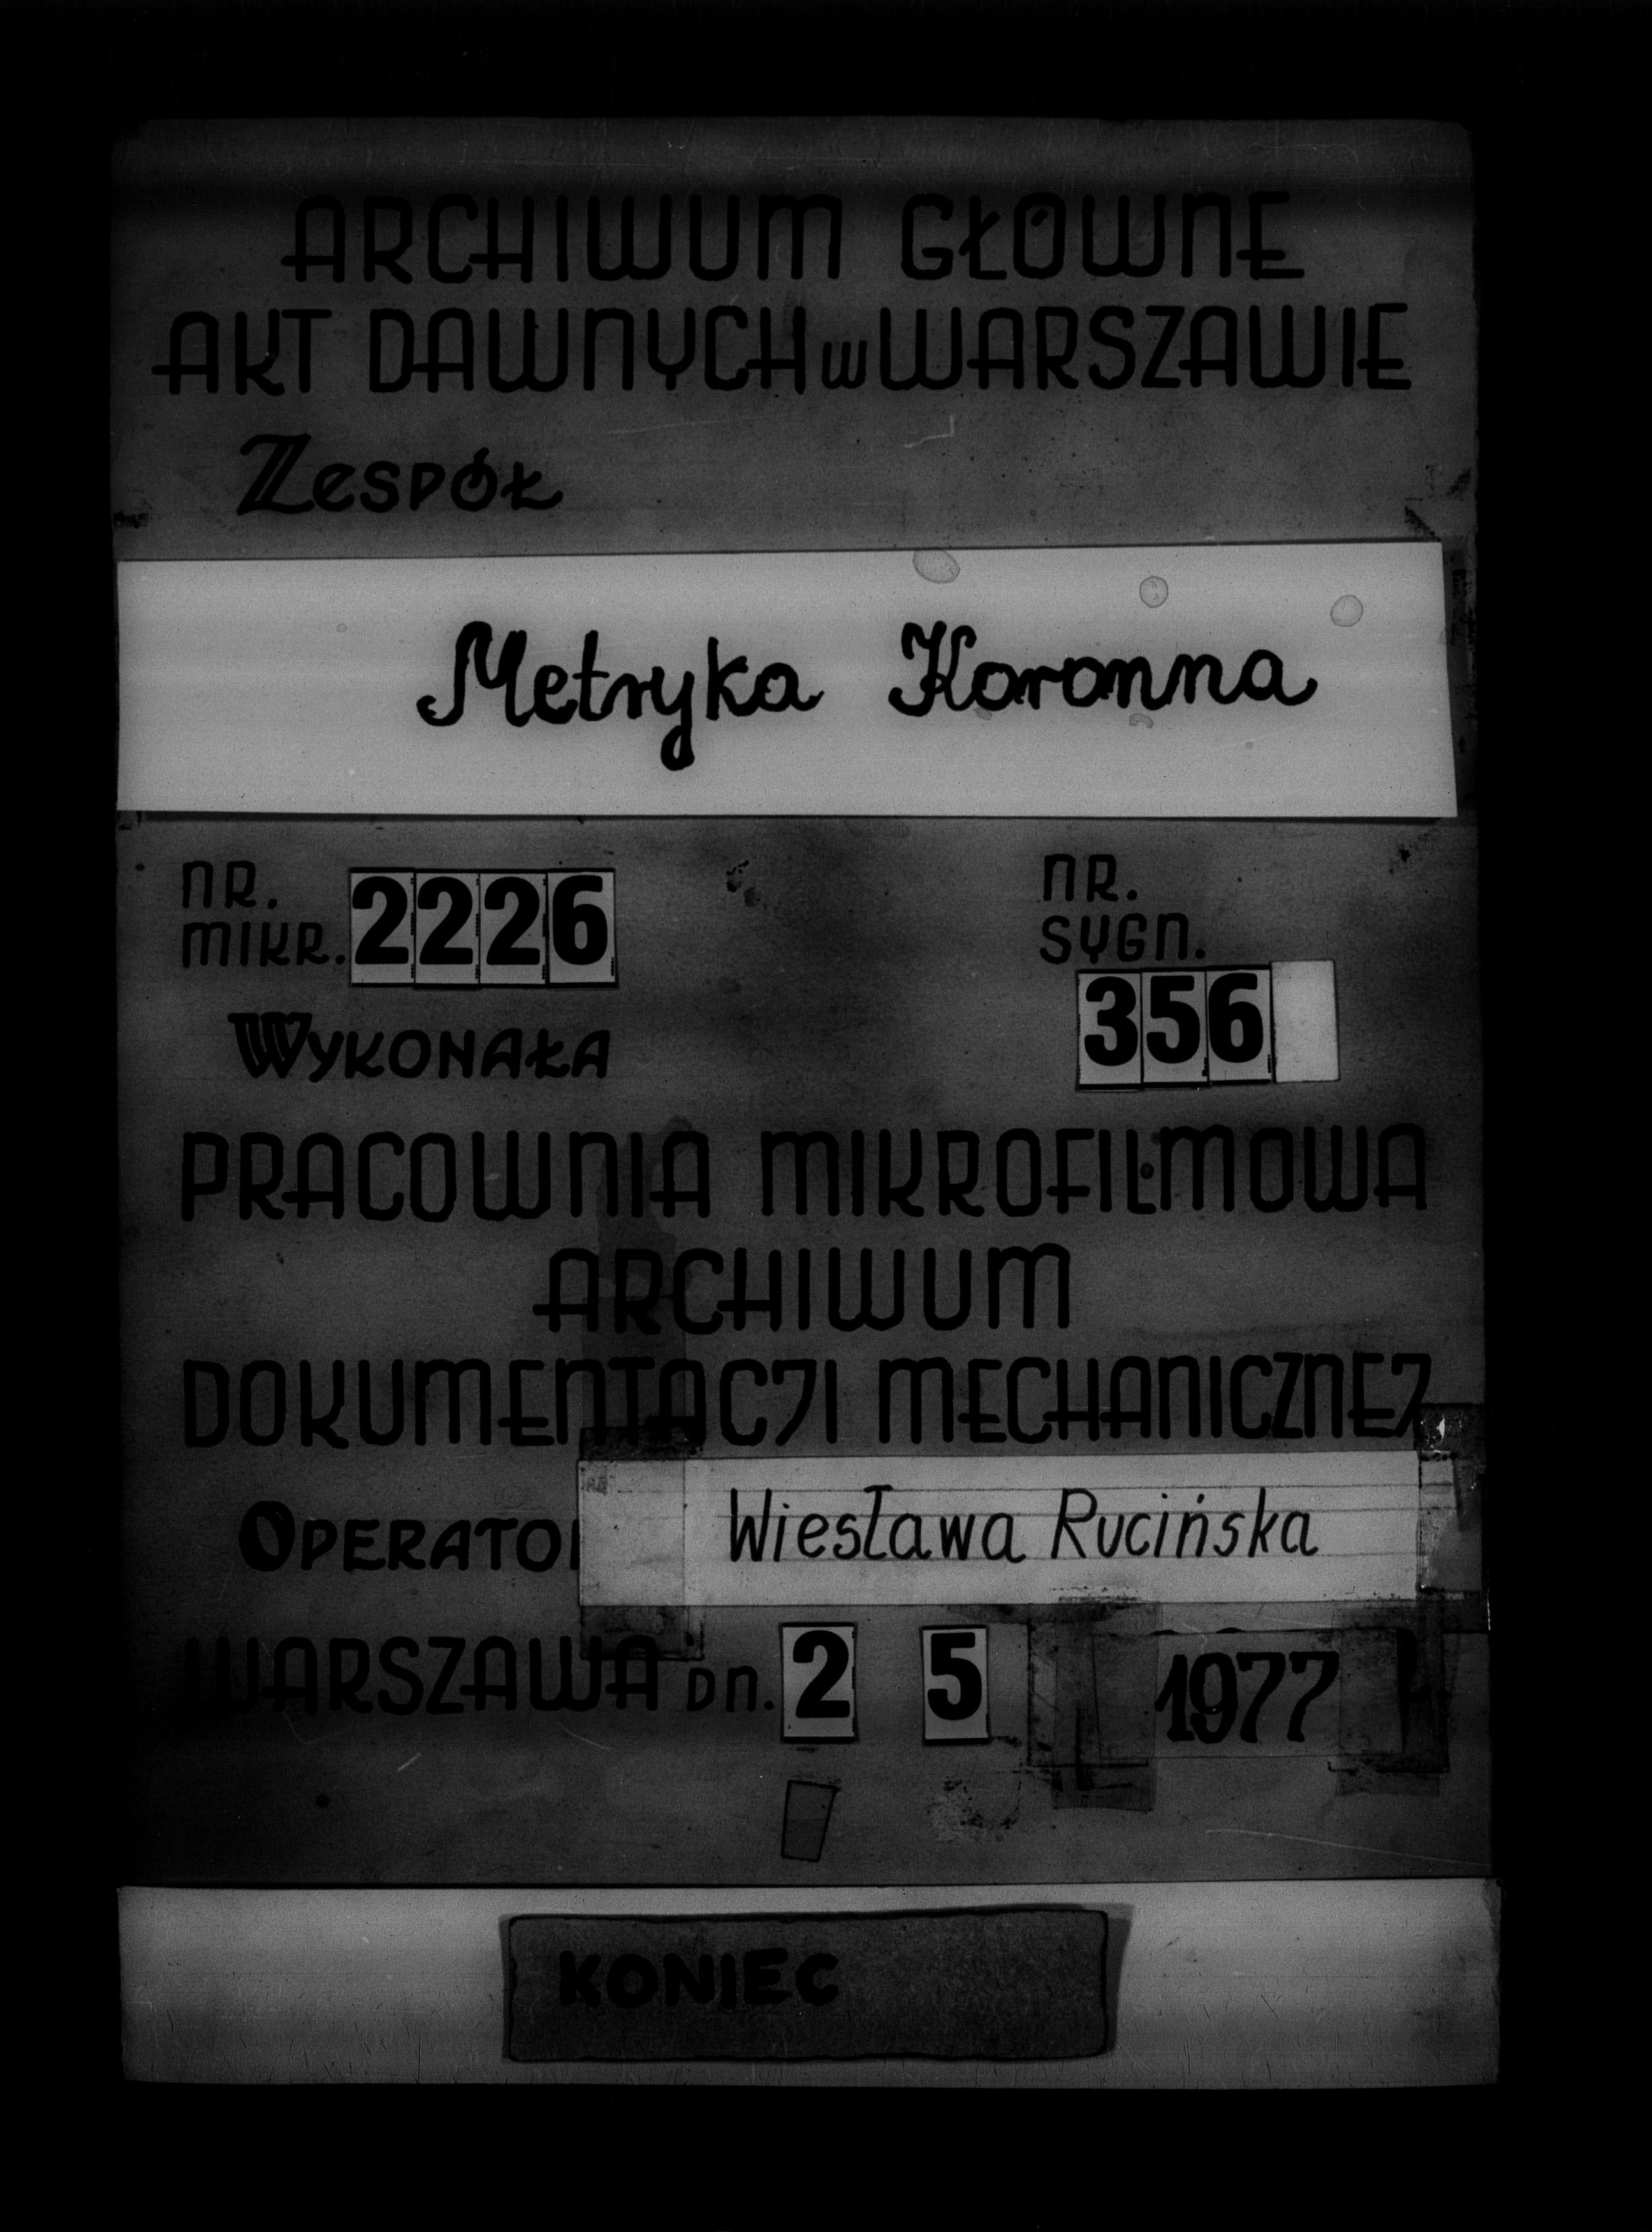 ARCHIWUM GŁÓWNE
AKT DAWNYCH w WARSZAWIE
Zespół
Metryka Koronna
NR. MIKR. 2226
NR. SYGN. 356
WYKONAŁA
PRACOWNIA MIKROFILMOWA
ARCHIWUM
DOKUMENTACJI MECHANICZNEJ
OPERATOR Wiesława Rucińska
WARSZAWA DN. 2 5 1977
KONIEC